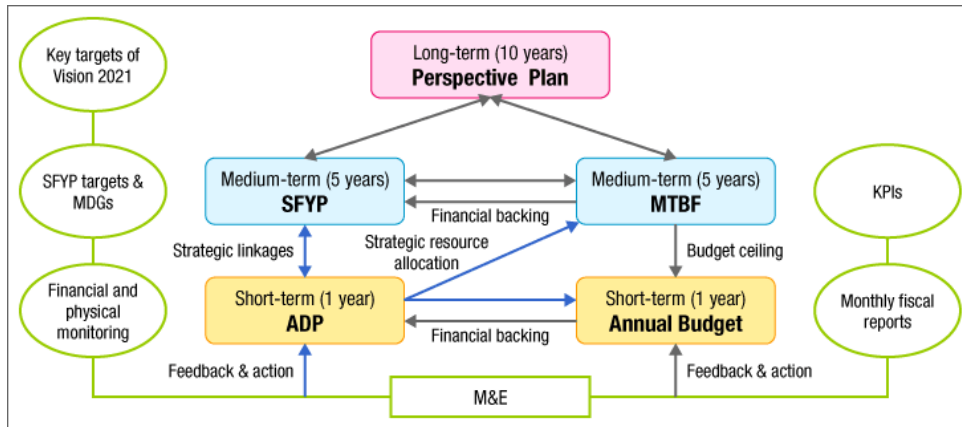 Key targets of
Vision 2021
Long-term (10 years)
Perspective Plan
SFYP targets &
MDGs
Medium-term (5 years)
SFYP
Medium-term (5 years)
MTBF
KPIs
Financial backing
Strategic linkages
Strategic resource
allocation
Budget ceiling
Financial and
physical
monitoring
Short-term (1 year)
ADP
Short-term (1 year)
Annual Budget
Monthly fiscal
reports
Financial backing
Feedback & action
Feedback & action
M&E